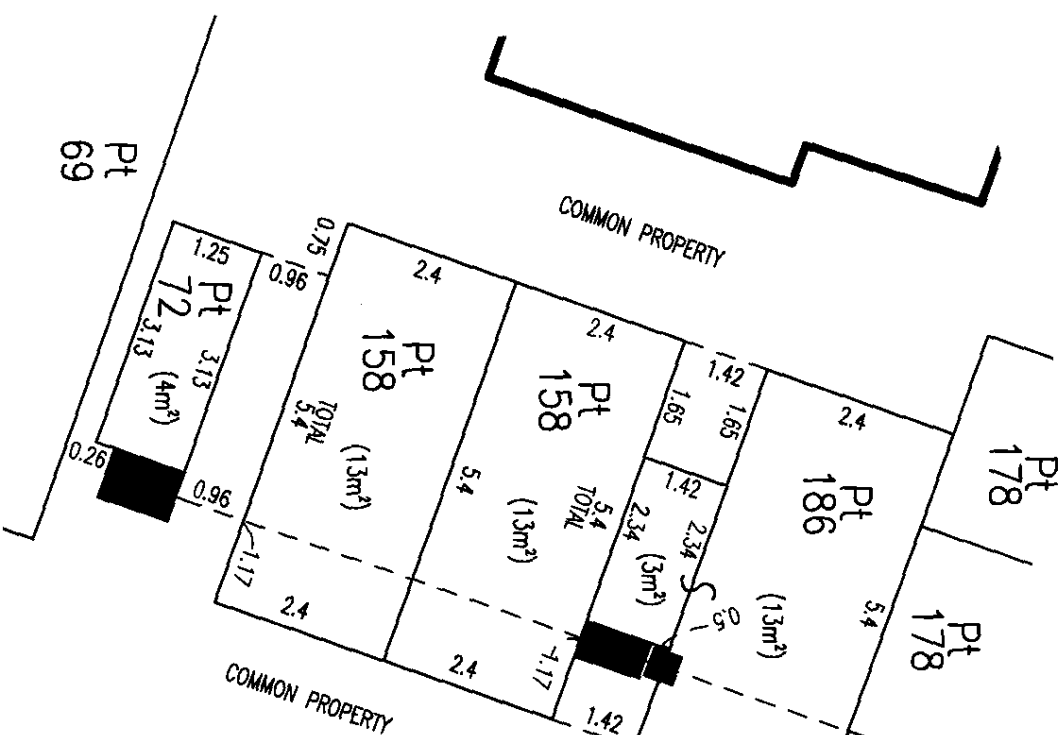 Pt
69
COMMON PROPERTY
1.25
0.96
0.75
2.4
Pt
72
3.13
3.13
(4m²)
0.26
0.96
Pt
158
TOTAL
5.4
(13m²)
1.17
2.4
5.4
2.4
Pt
158
5.4
TOTAL
(13m²)
1.17
2.4
1.42
1.65
1.65
1.42
2.34
2.34
(3m²)
S
0.5
1.42
2.4
Pt
186
(13m²)
5.4
Pt
178
Pt
178
COMMON PROPERTY